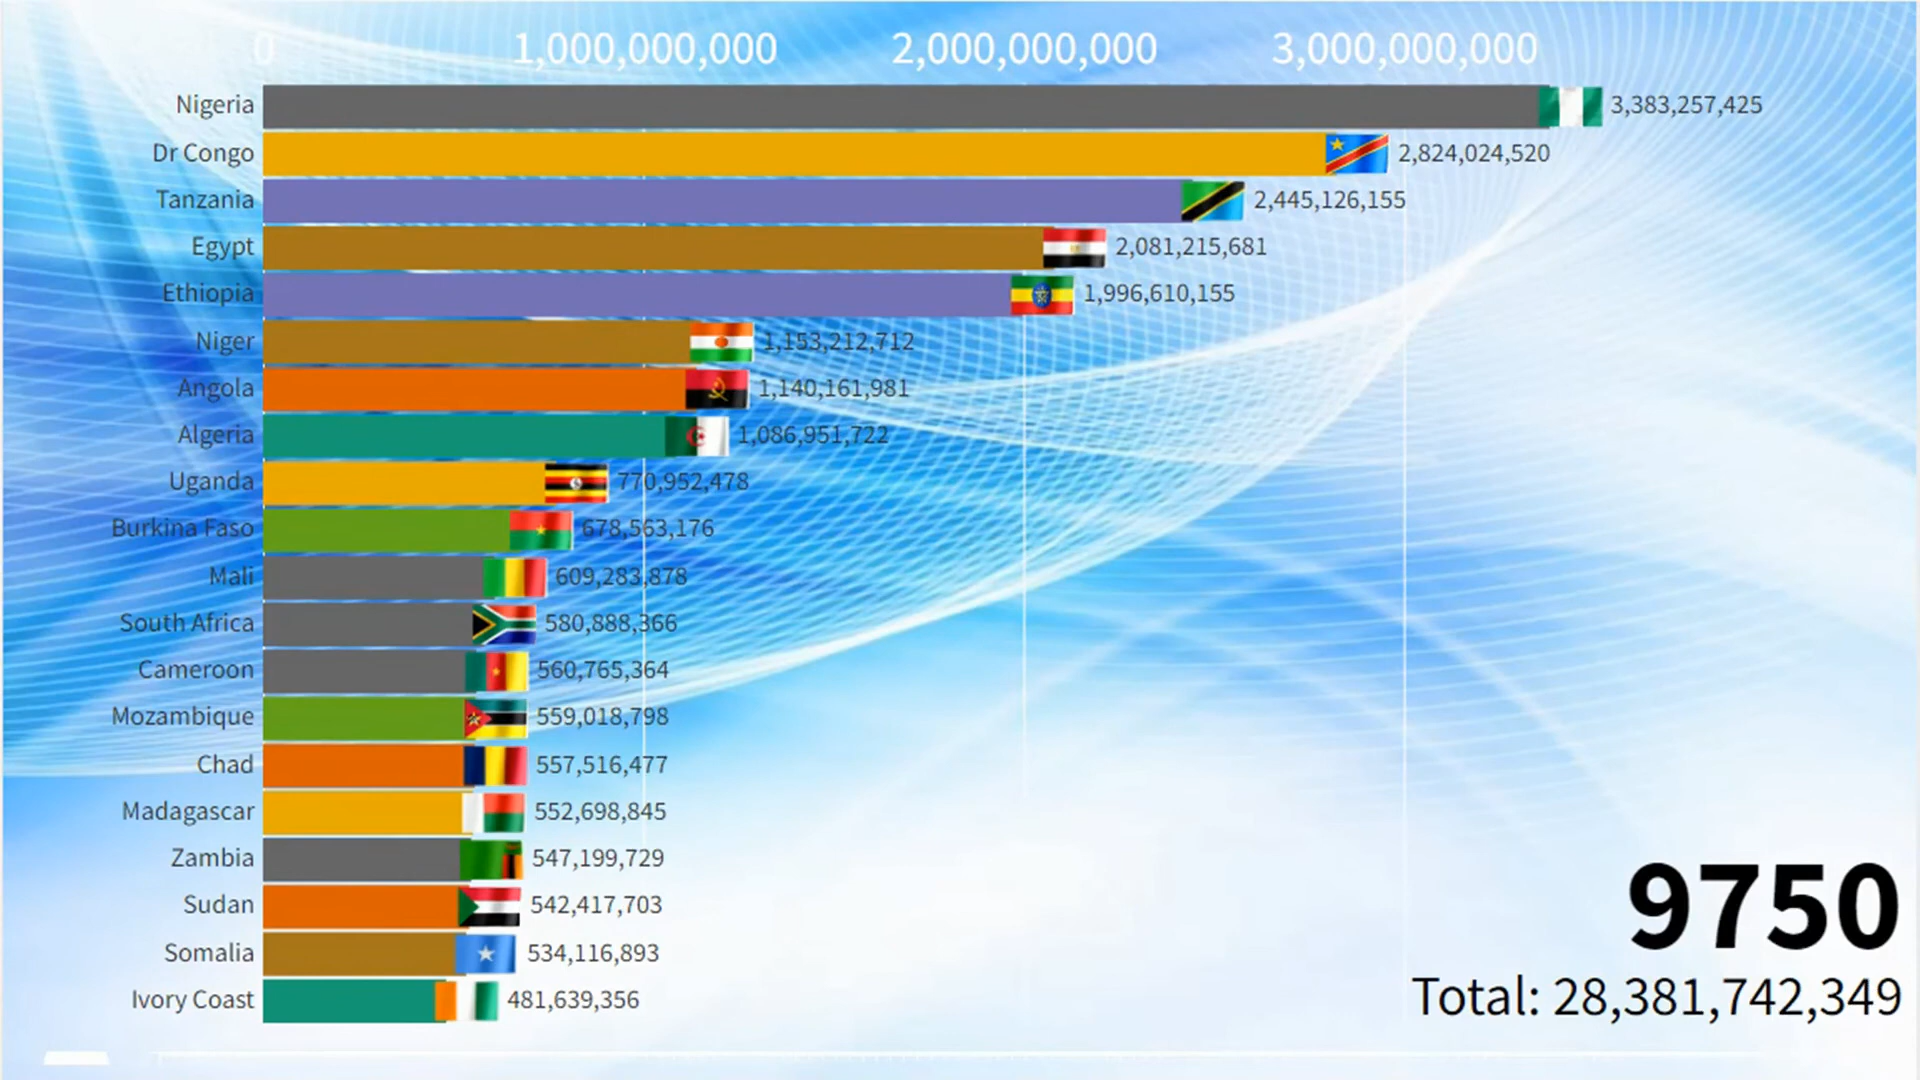 0 1,000,000,000 2,000,000,000 3,000,000,000
Nigeria 3,383,257,425
Dr Congo 2,824,024,520
Tanzania 2,445,126,155
Egypt 2,081,215,681
Ethiopia 1,996,610,155
Niger 1,153,212,712
Angola 1,140,161,981
Algeria 1,086,951,722
Uganda 770,952,478
Burkina Faso 678,563,176
Mali 609,283,878
South Africa 580,888,366
Cameroon 560,765,364
Mozambique 559,018,798
Chad 557,516,477
Madagascar 552,698,845
Zambia 547,199,729
Sudan 542,417,703
Somalia 534,116,893
Ivory Coast 481,639,356
9750
Total: 28,381,742,349